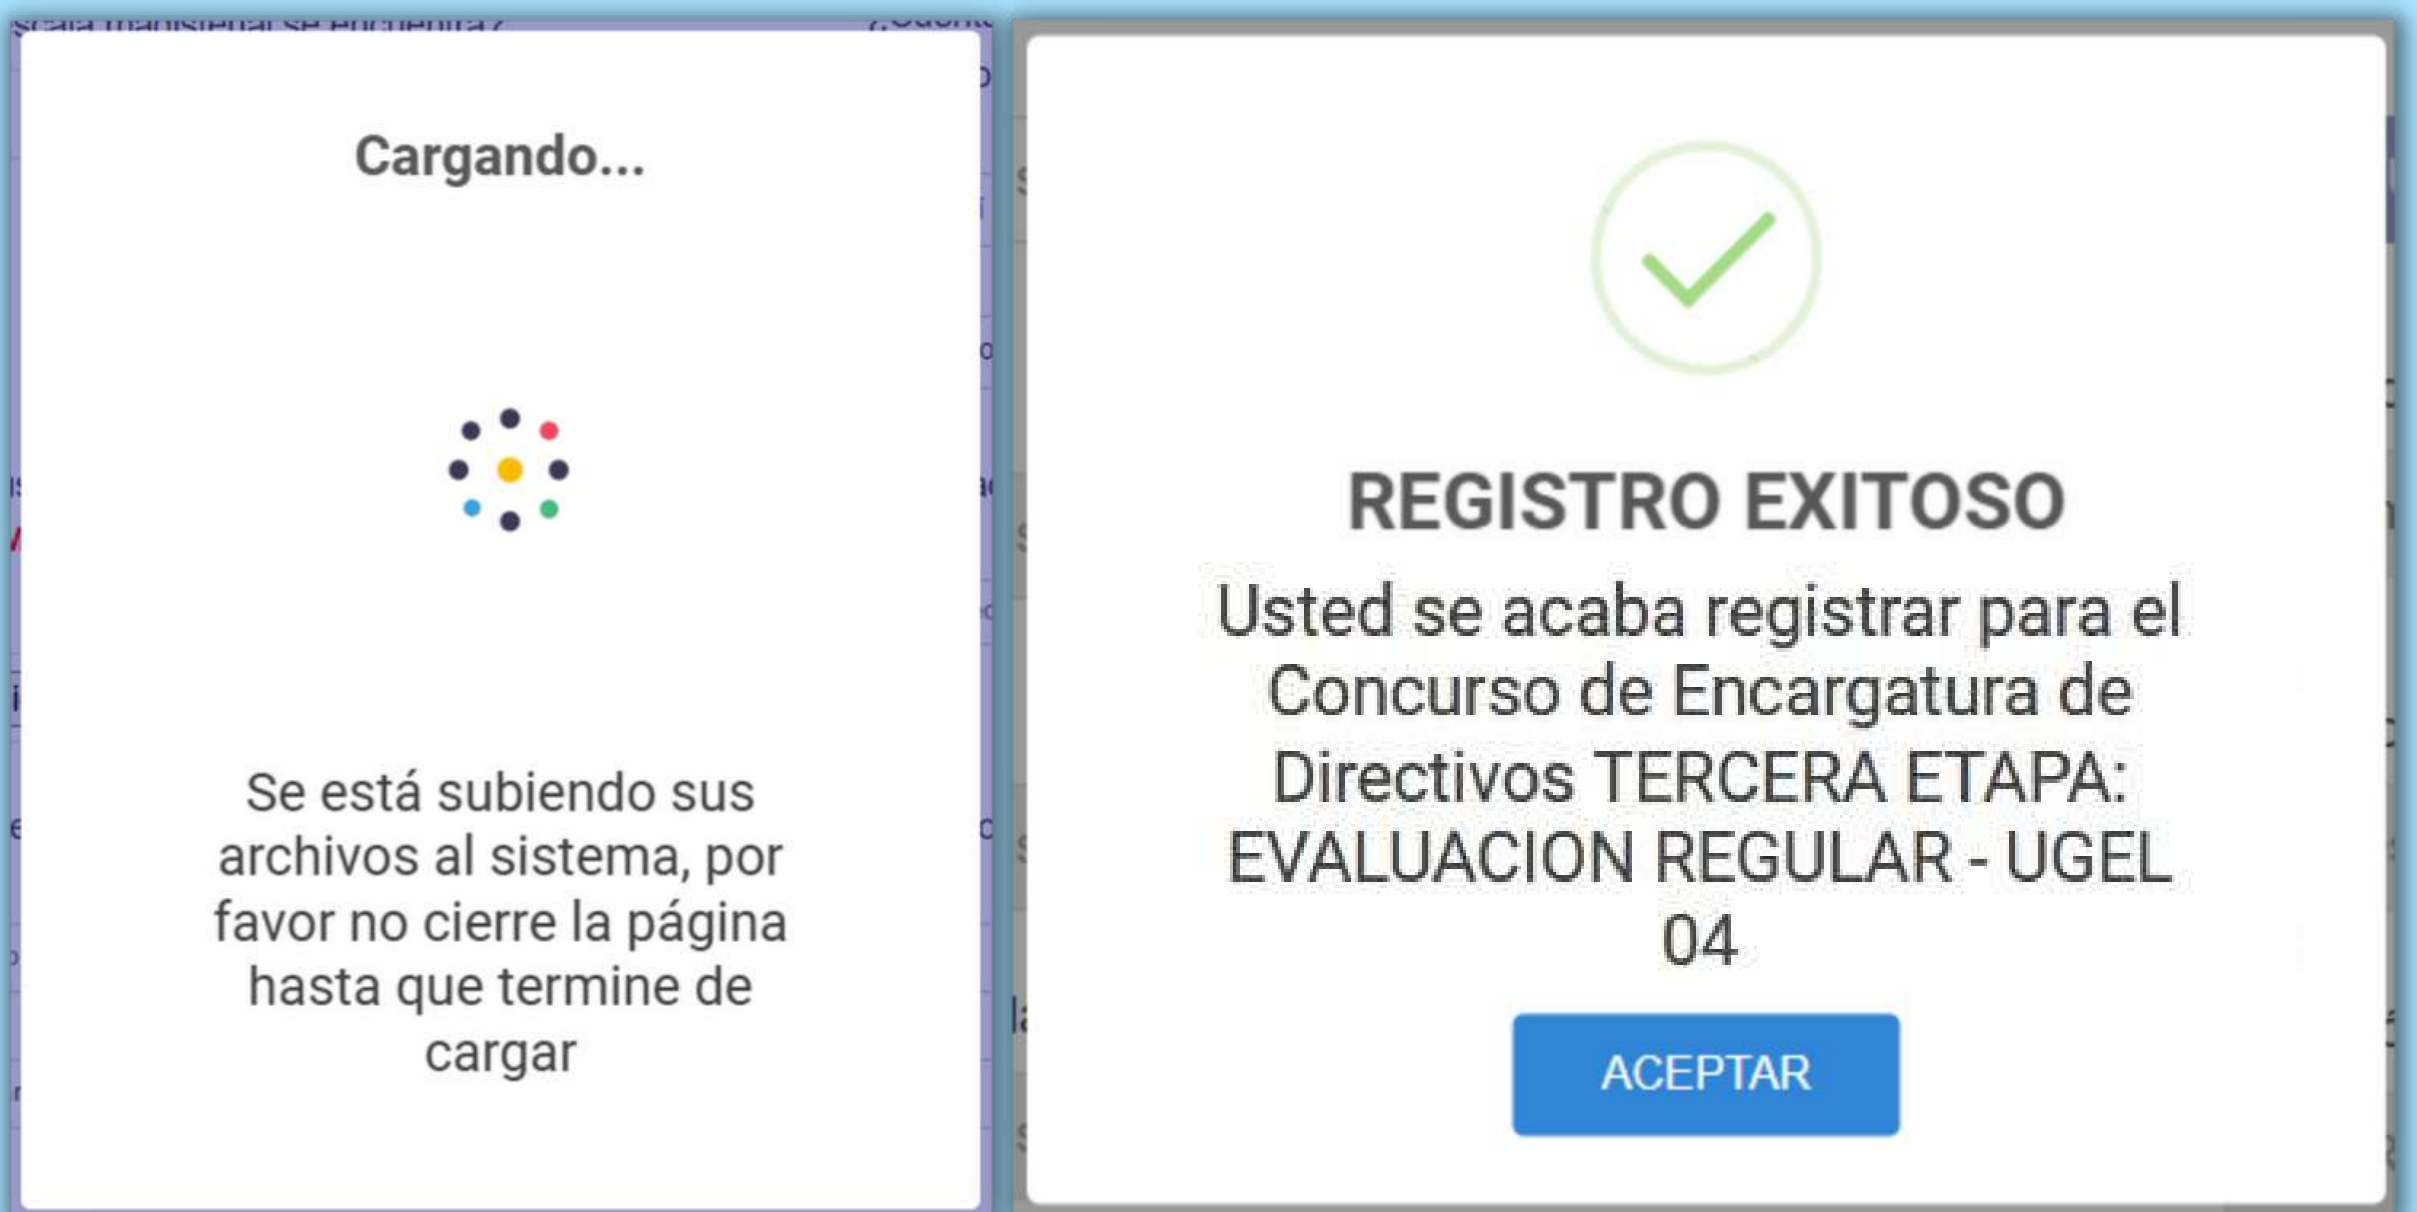 Cargando...
Se está subiendo sus
archivos al sistema, por
favor no cierre la página
hasta que termine de
cargar
REGISTRO EXITOSO
Usted se acaba registrar para el
Concurso de Encargatura de
Directivos TERCERA ETAPA:
EVALUACION REGULAR - UGEL
04
ACEPTAR